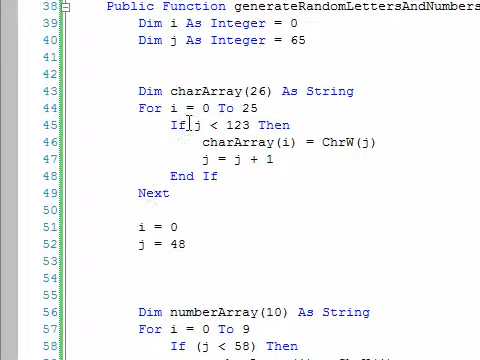 38 Public Function generateRandomLettersAndNumbers
39 Dim i As Integer = 0
40 Dim j As Integer = 65
41
42
43 Dim charArray(26) As String
44 For i = 0 To 25
45 If j < 123 Then
46 charArray(i) = ChrW(j)
47 j = j + 1
48 End If
49 Next
50
51 i = 0
52 j = 48
53
54
55
56 Dim numberArray(10) As String
57 For i = 0 To 9
58 If (j < 58) Then